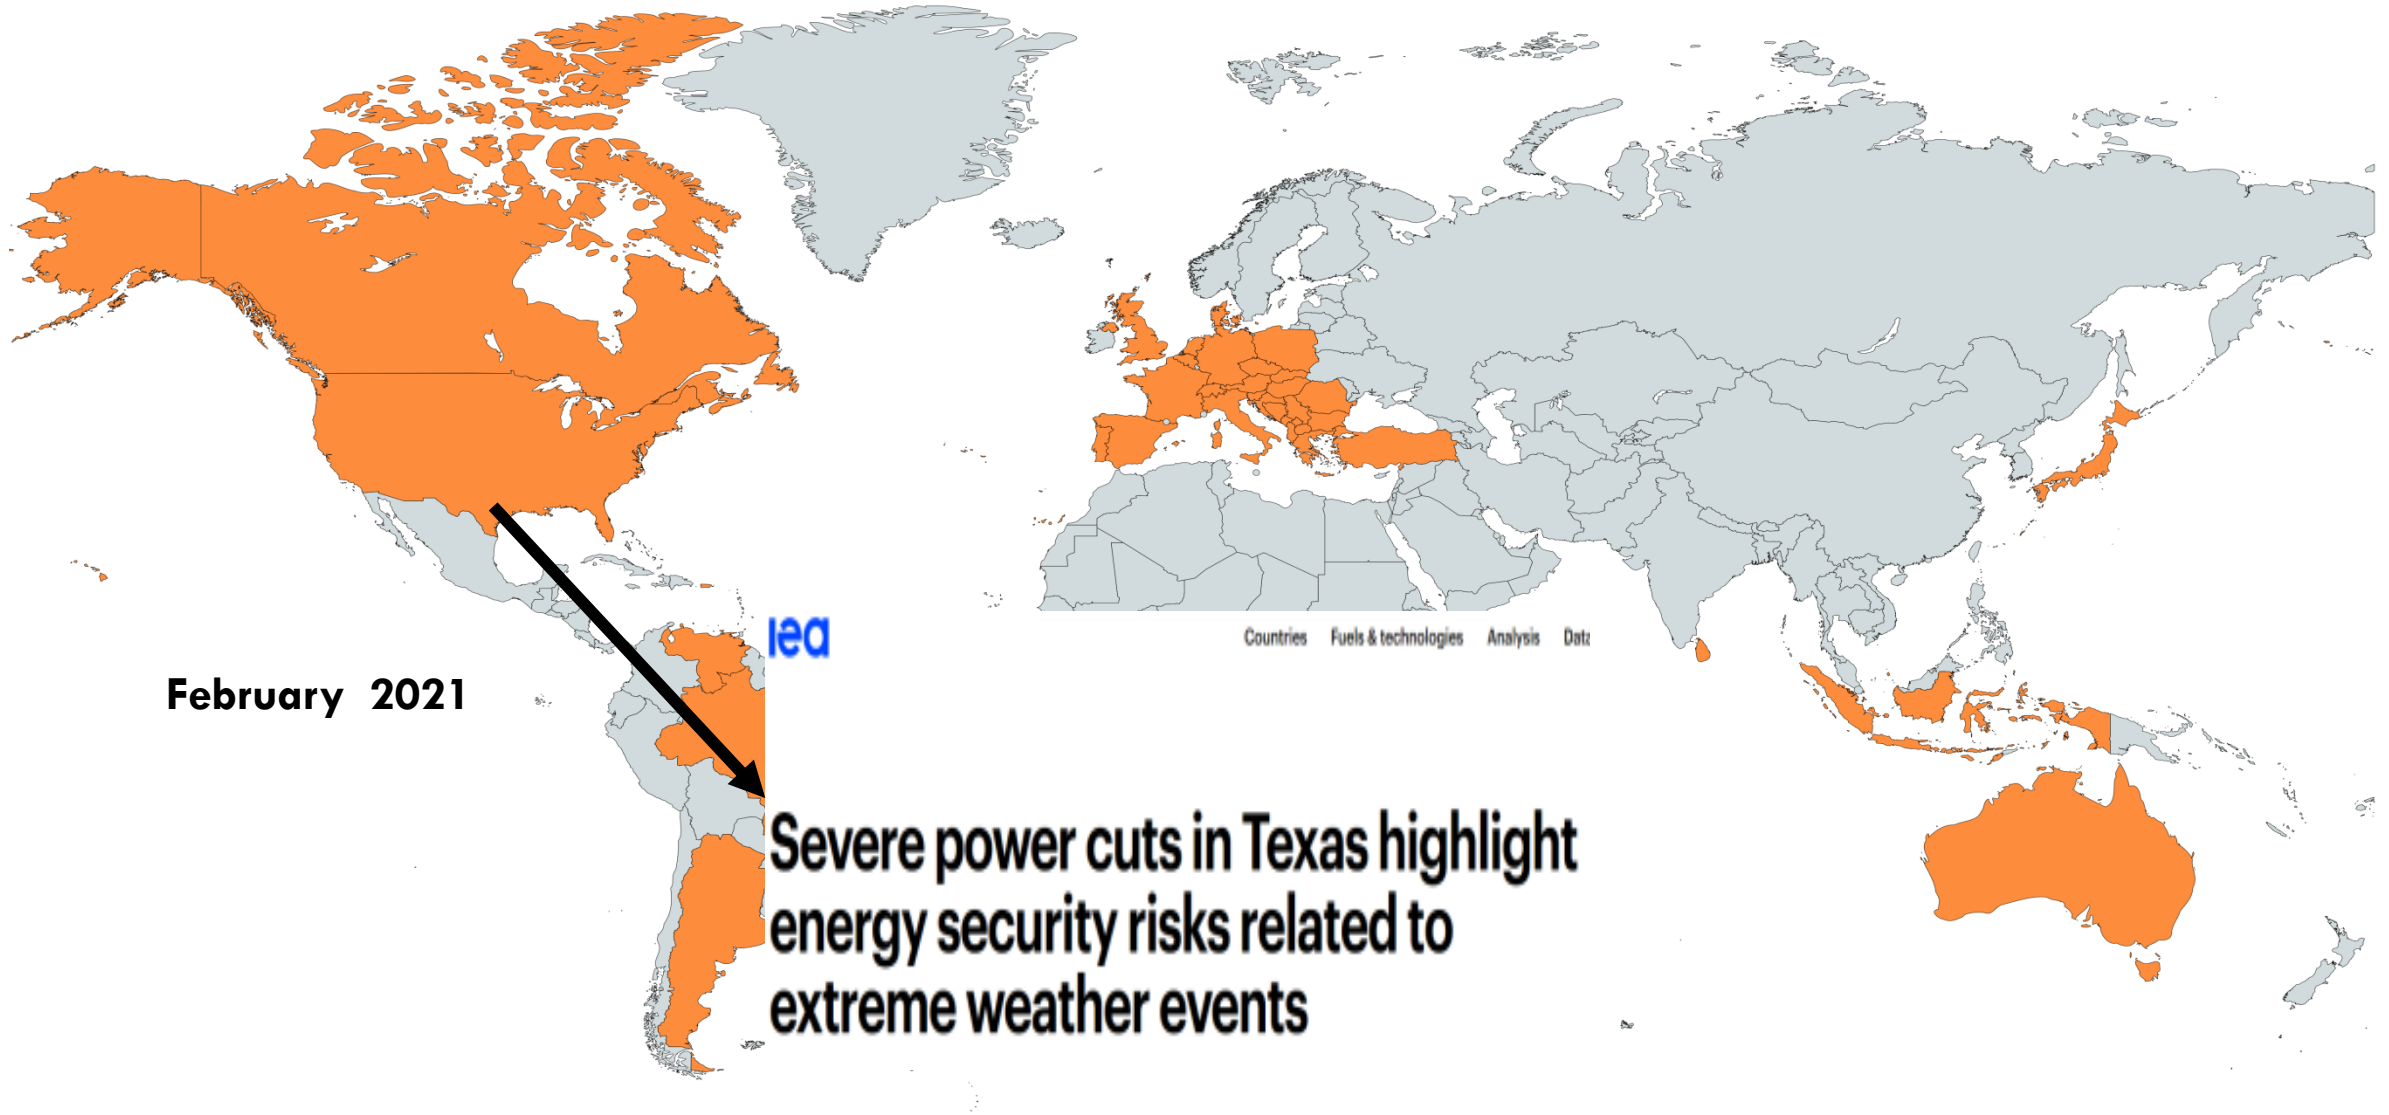 iea
Countries Fuels & technologies Analysis Data
February 2021
Severe power cuts in Texas highlight
energy security risks related to
extreme weather events